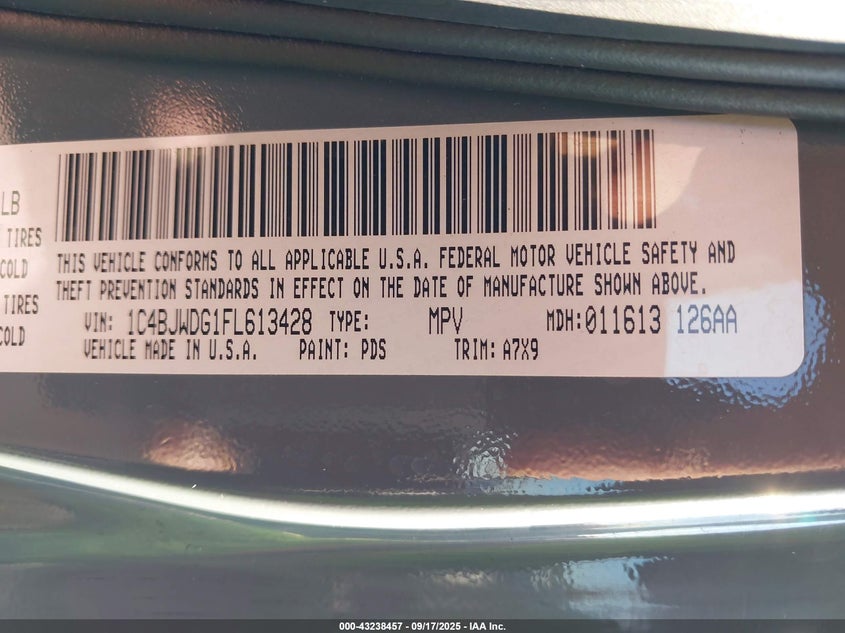 LB
TIRES
COLD
TIRES
COLD
THIS VEHICLE CONFORMS TO ALL APPLICABLE U.S.A. FEDERAL MOTOR VEHICLE SAFETY AND
THEFT PREVENTION STANDARDS IN EFFECT ON THE DATE OF MANUFACTURE SHOWN ABOVE.
VIN: 1C4BJWDG1FL613428 TYPE: MPV MDH:011613 126AA
VEHICLE MADE IN U.S.A. PAINT: PDS TRIM: A7X9
000-43238457 - 09/17/2025 - IAA Inc.